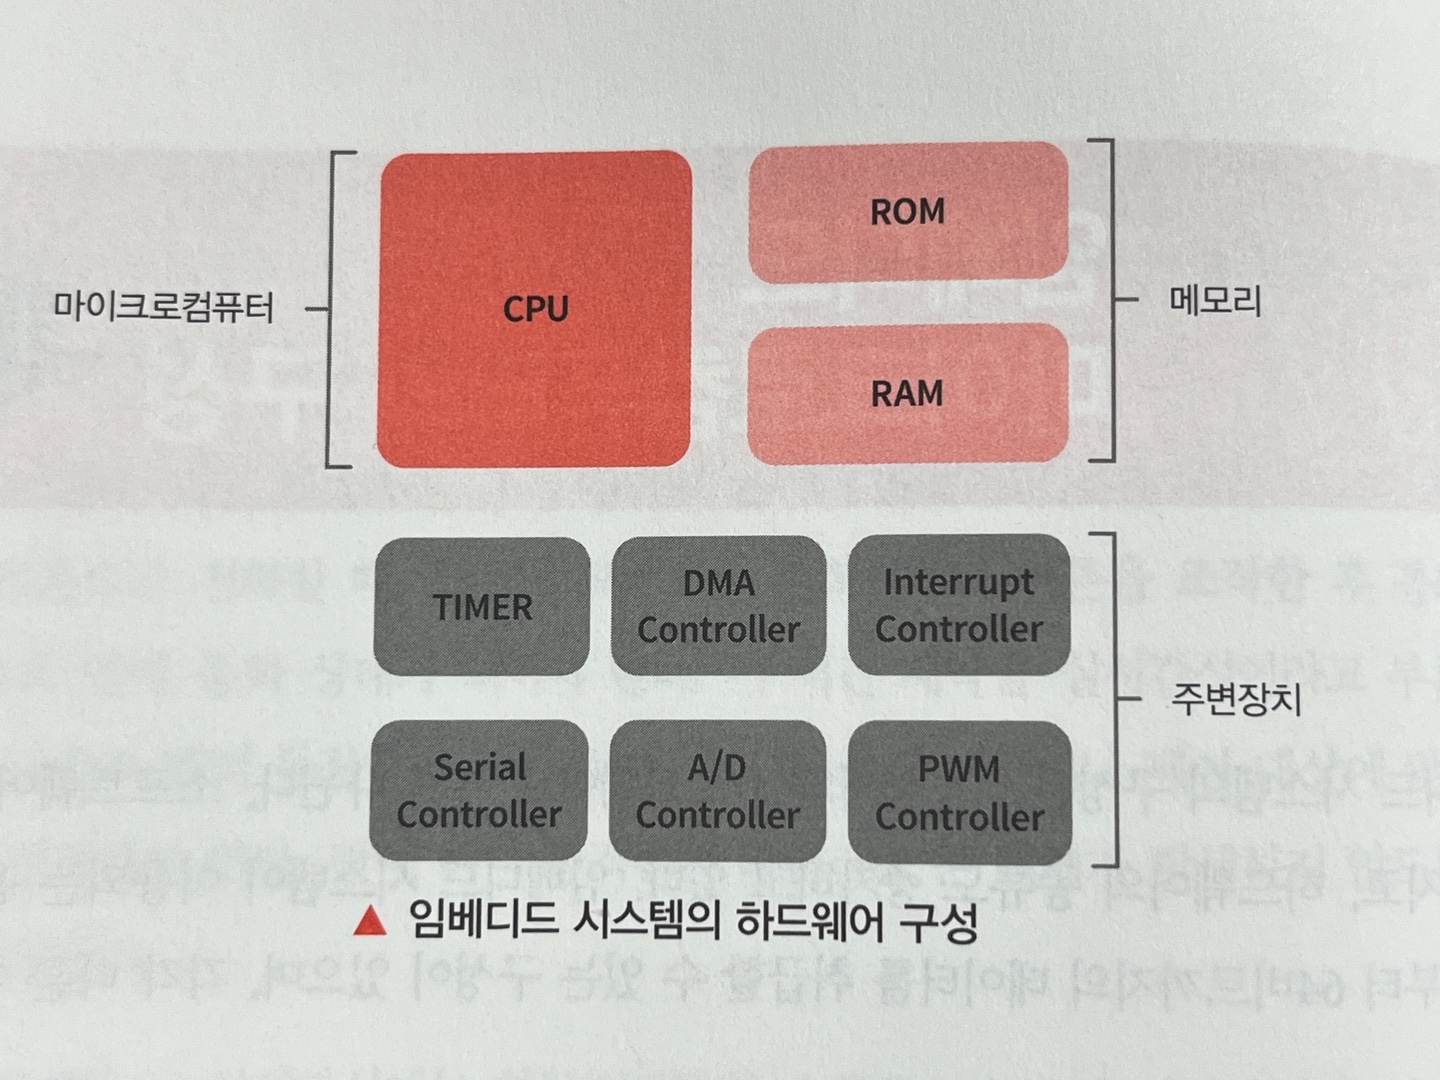 마이크로컴퓨터
CPU
ROM
RAM
메모리
TIMER
DMA
Controller
Interrupt
Controller
Serial
Controller
A/D
Controller
PWM
Controller
주변장치
▲ 임베디드 시스템의 하드웨어 구성